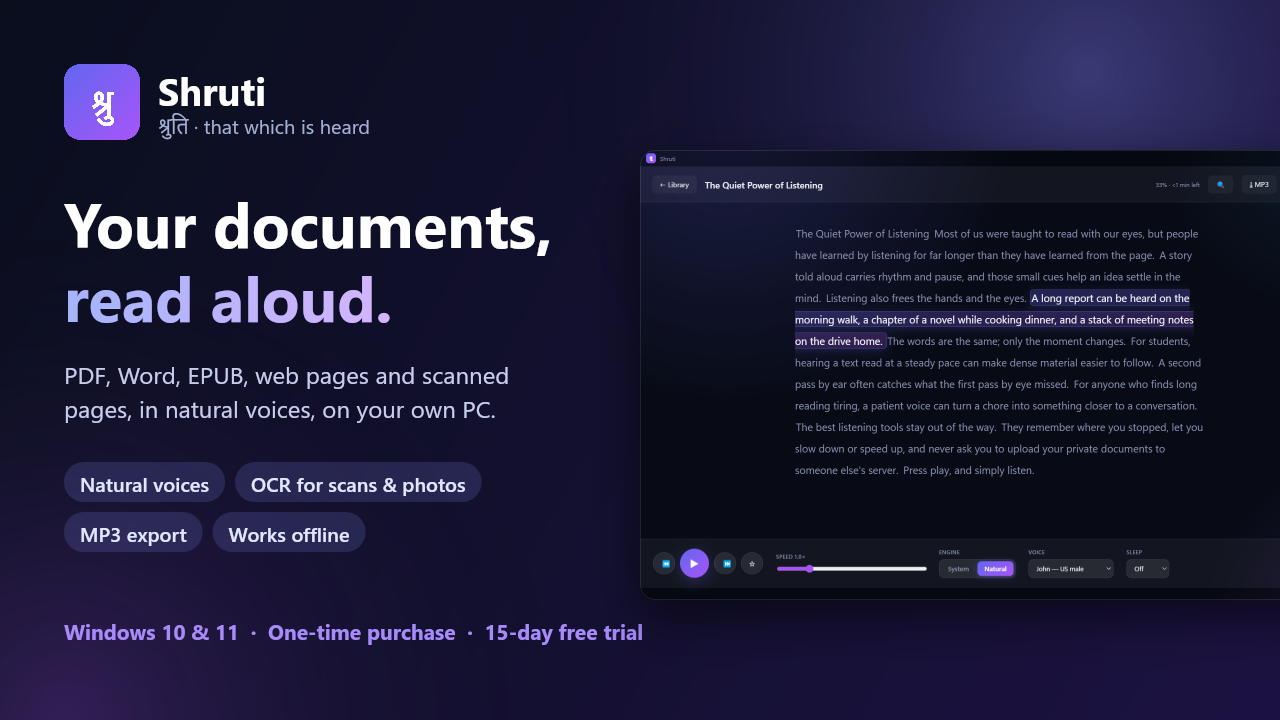 श्रु
Shruti
श्रुति · that which is heard
Your documents,
read aloud.
PDF, Word, EPUB, web pages and scanned
pages, in natural voices, on your own PC.
Natural voices
OCR for scans & photos
MP3 export
Works offline
Windows 10 & 11 · One-time purchase · 15-day free trial
Shruti
← Library
The Quiet Power of Listening
33% · <1 min left
⤓ MP3
The Quiet Power of Listening Most of us were taught to read with our eyes, but people
have learned by listening for far longer than they have learned from the page. A story
told aloud carries rhythm and pause, and those small cues help an idea settle in the
mind. Listening also frees the hands and the eyes. A long report can be heard on the
morning walk, a chapter of a novel while cooking dinner, and a stack of meeting notes
on the drive home. The words are the same; only the moment changes. For students,
hearing a text read at a steady pace can make dense material easier to follow. A second
pass by ear often catches what the first pass by eye missed. For anyone who finds long
reading tiring, a patient voice can turn a chore into something closer to a conversation.
The best listening tools stay out of the way. They remember where you stopped, let you
slow down or speed up, and never ask you to upload your private documents to
someone else's server. Press play, and simply listen.
SPEED 1.0×
ENGINE
System
Natural
VOICE
John — US male
SLEEP
Off